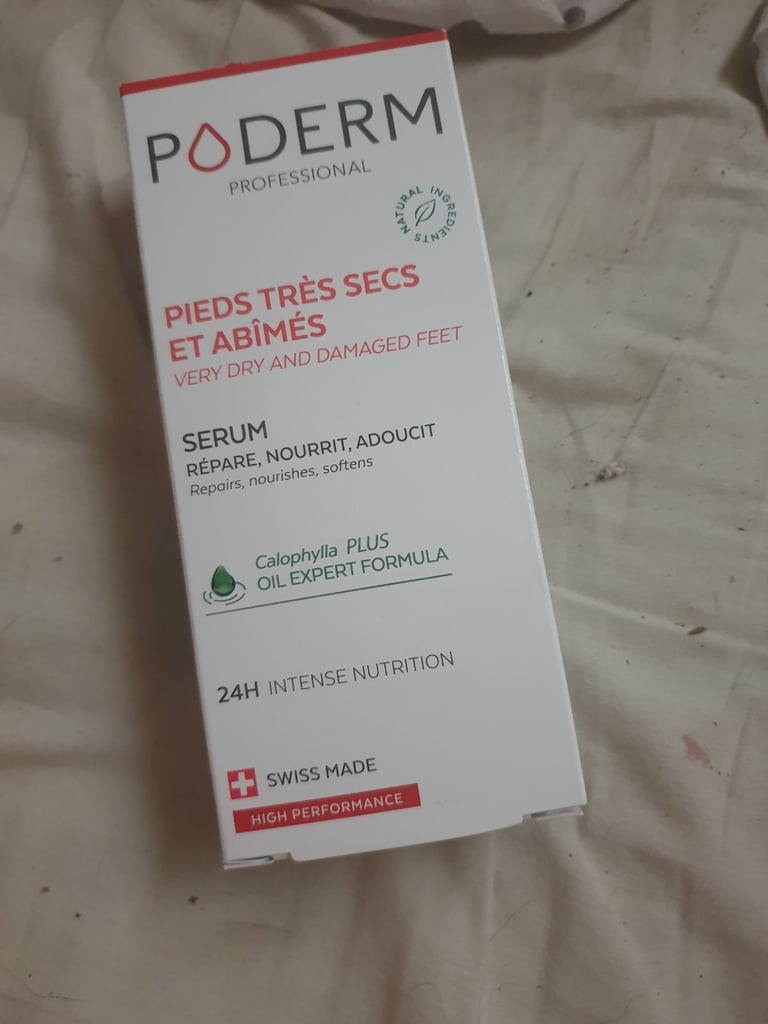 PODERM
PROFESSIONAL
NATURAL INGREDIENTS
PIEDS TRÈS SECS
ET ABÎMÉS
VERY DRY AND DAMAGED FEET
SERUM
RÉPARE, NOURRIT, ADOUCIT
Repairs, nourishes, softens
Calophylla PLUS
OIL EXPERT FORMULA
24H INTENSE NUTRITION
SWISS MADE
HIGH PERFORMANCE